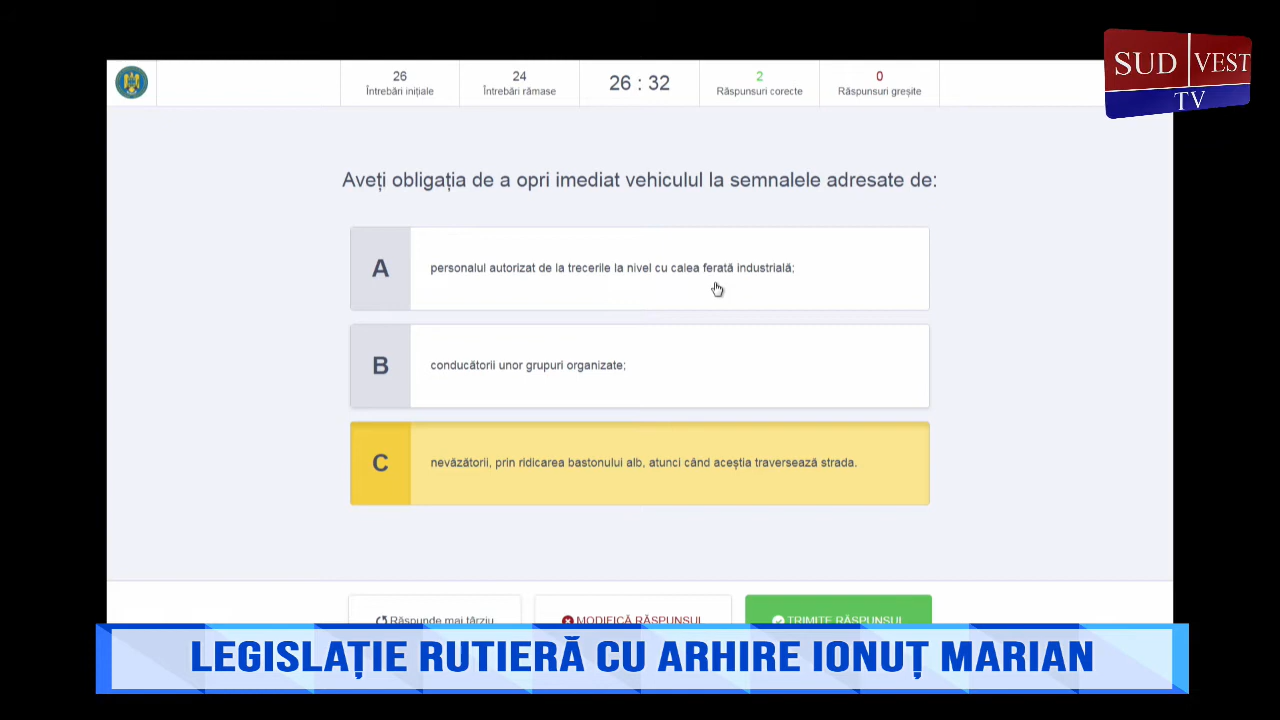 SUD VEST
TV
26
Întrebări inițiale
24
Întrebări rămase
26 : 32
2
Răspunsuri corecte
0
Răspunsuri greșite
Aveți obligația de a opri imediat vehiculul la semnalele adresate de:
A
personalul autorizat de la trecerile la nivel cu calea ferată industrială;
B
conducătorii unor grupuri organizate;
C
nevăzătorii, prin ridicarea bastonului alb, atunci când aceștia traversează strada.
Răspunde mai târziu
MODIFICĂ RĂSPUNSUL
TRIMITE RĂSPUNSUL
LEGISLAȚIE RUTIERĂ CU ARHIRE IONUȚ MARIAN